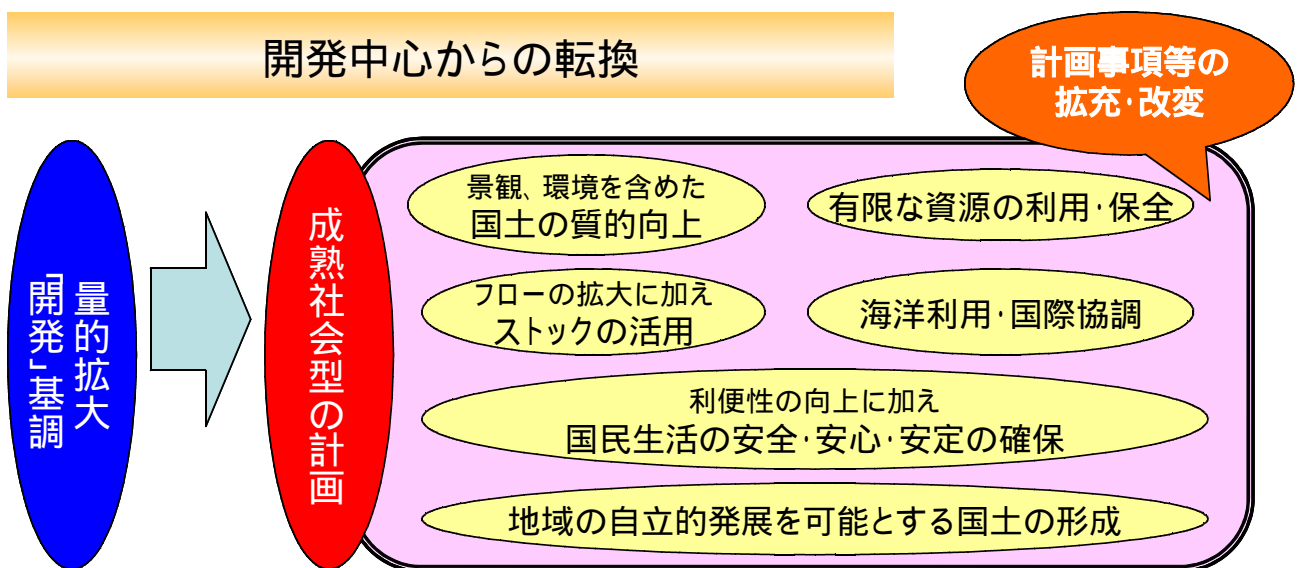 開発中心からの転換
計画事項等の
拡充・改変
量的拡大
「開発」基調
成熟社会型の計画
景観、環境を含めた
国土の質的向上
有限な資源の利用・保全
フローの拡大に加え
ストックの活用
海洋利用・国際協調
利便性の向上に加え
国民生活の安全・安心・安定の確保
地域の自立的発展を可能とする国土の形成